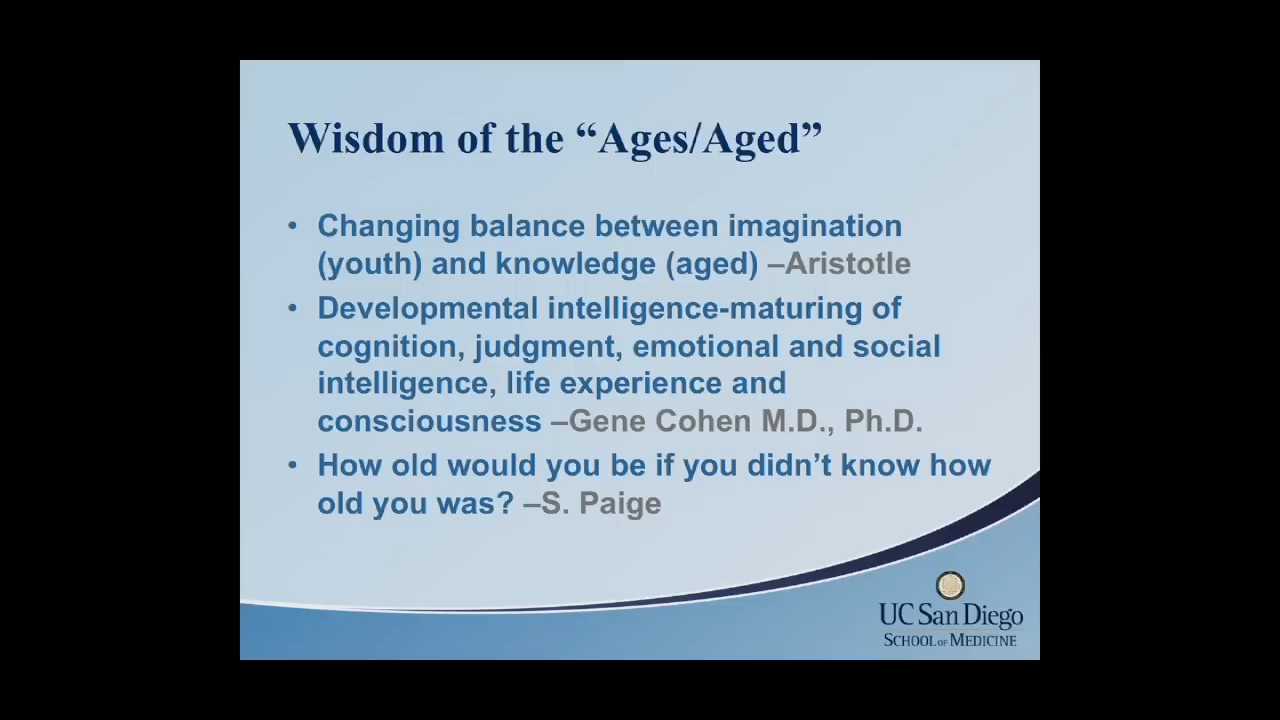 Wisdom of the “Ages/Aged”
• Changing balance between imagination
(youth) and knowledge (aged) –Aristotle
• Developmental intelligence-maturing of
cognition, judgment, emotional and social
intelligence, life experience and
consciousness –Gene Cohen M.D., Ph.D.
• How old would you be if you didn’t know how
old you was? –S. Paige
UC San Diego
SCHOOL OF MEDICINE